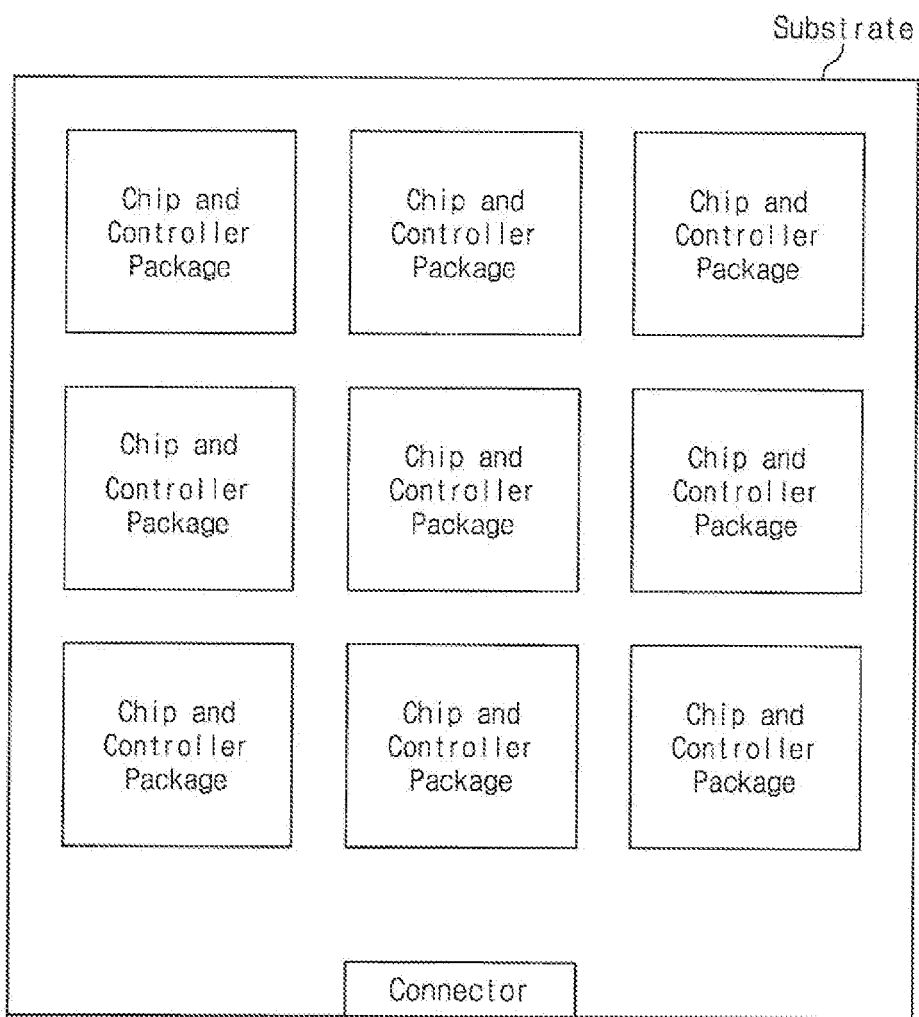 Substrate
Chip and
Controller
Package
Chip and
Controller
Package
Chip and
Controller
Package
Chip and
Controller
Package
Chip and
Controller
Package
Chip and
Controller
Package
Chip and
Controller
Package
Chip and
Controller
Package
Chip and
Controller
Package
Connector